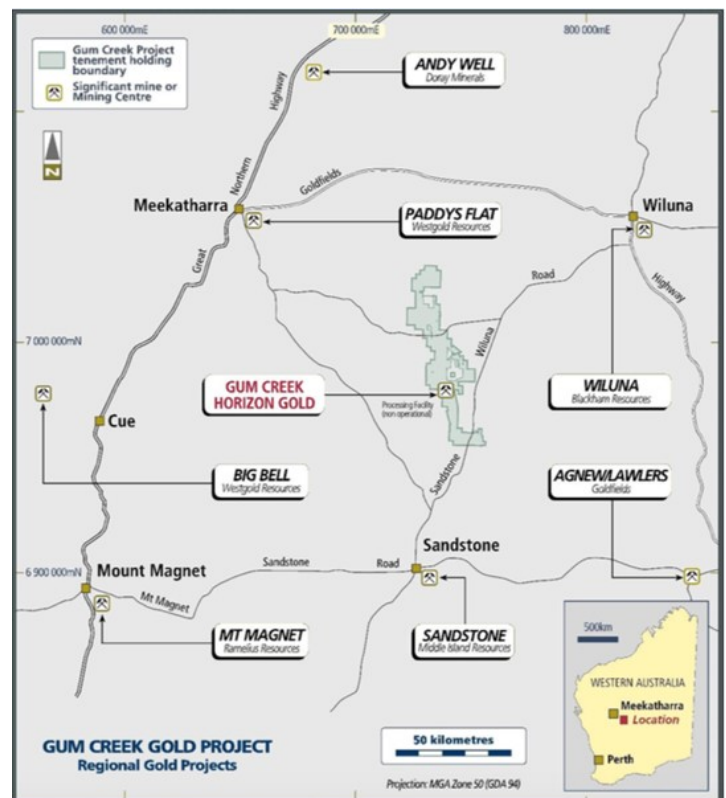 600 000mE
700 000mE
800 000mE
Gum Creek Project
tenement holding
boundary
Significant mine or
Mining Centre
ANDY WELL
Doray Minerals
Highway
N
Northern
Goldfields
Meekatharra
Wiluna
PADDYS FLAT
Westgold Resources
Great
Road
Highway
7 000 000mN
Wiluna
GUM CREEK
HORIZON GOLD
Processing Facility
(non operational)
WILUNA
Blackham Resources
Cue
BIG BELL
Westgold Resources
AGNEW/LAWLERS
Goldfields
Sandstone
Sandstone
6 900 000mN
Mount Magnet
Sandstone
Road
Mt Magnet
MT MAGNET
Ramelius Resources
SANDSTONE
Middle Island Resources
500km
WESTERN AUSTRALIA
Meekatharra
Location
Perth
GUM CREEK GOLD PROJECT
Regional Gold Projects
50 kilometres
Projection: MGA Zone 50 (GDA 94)